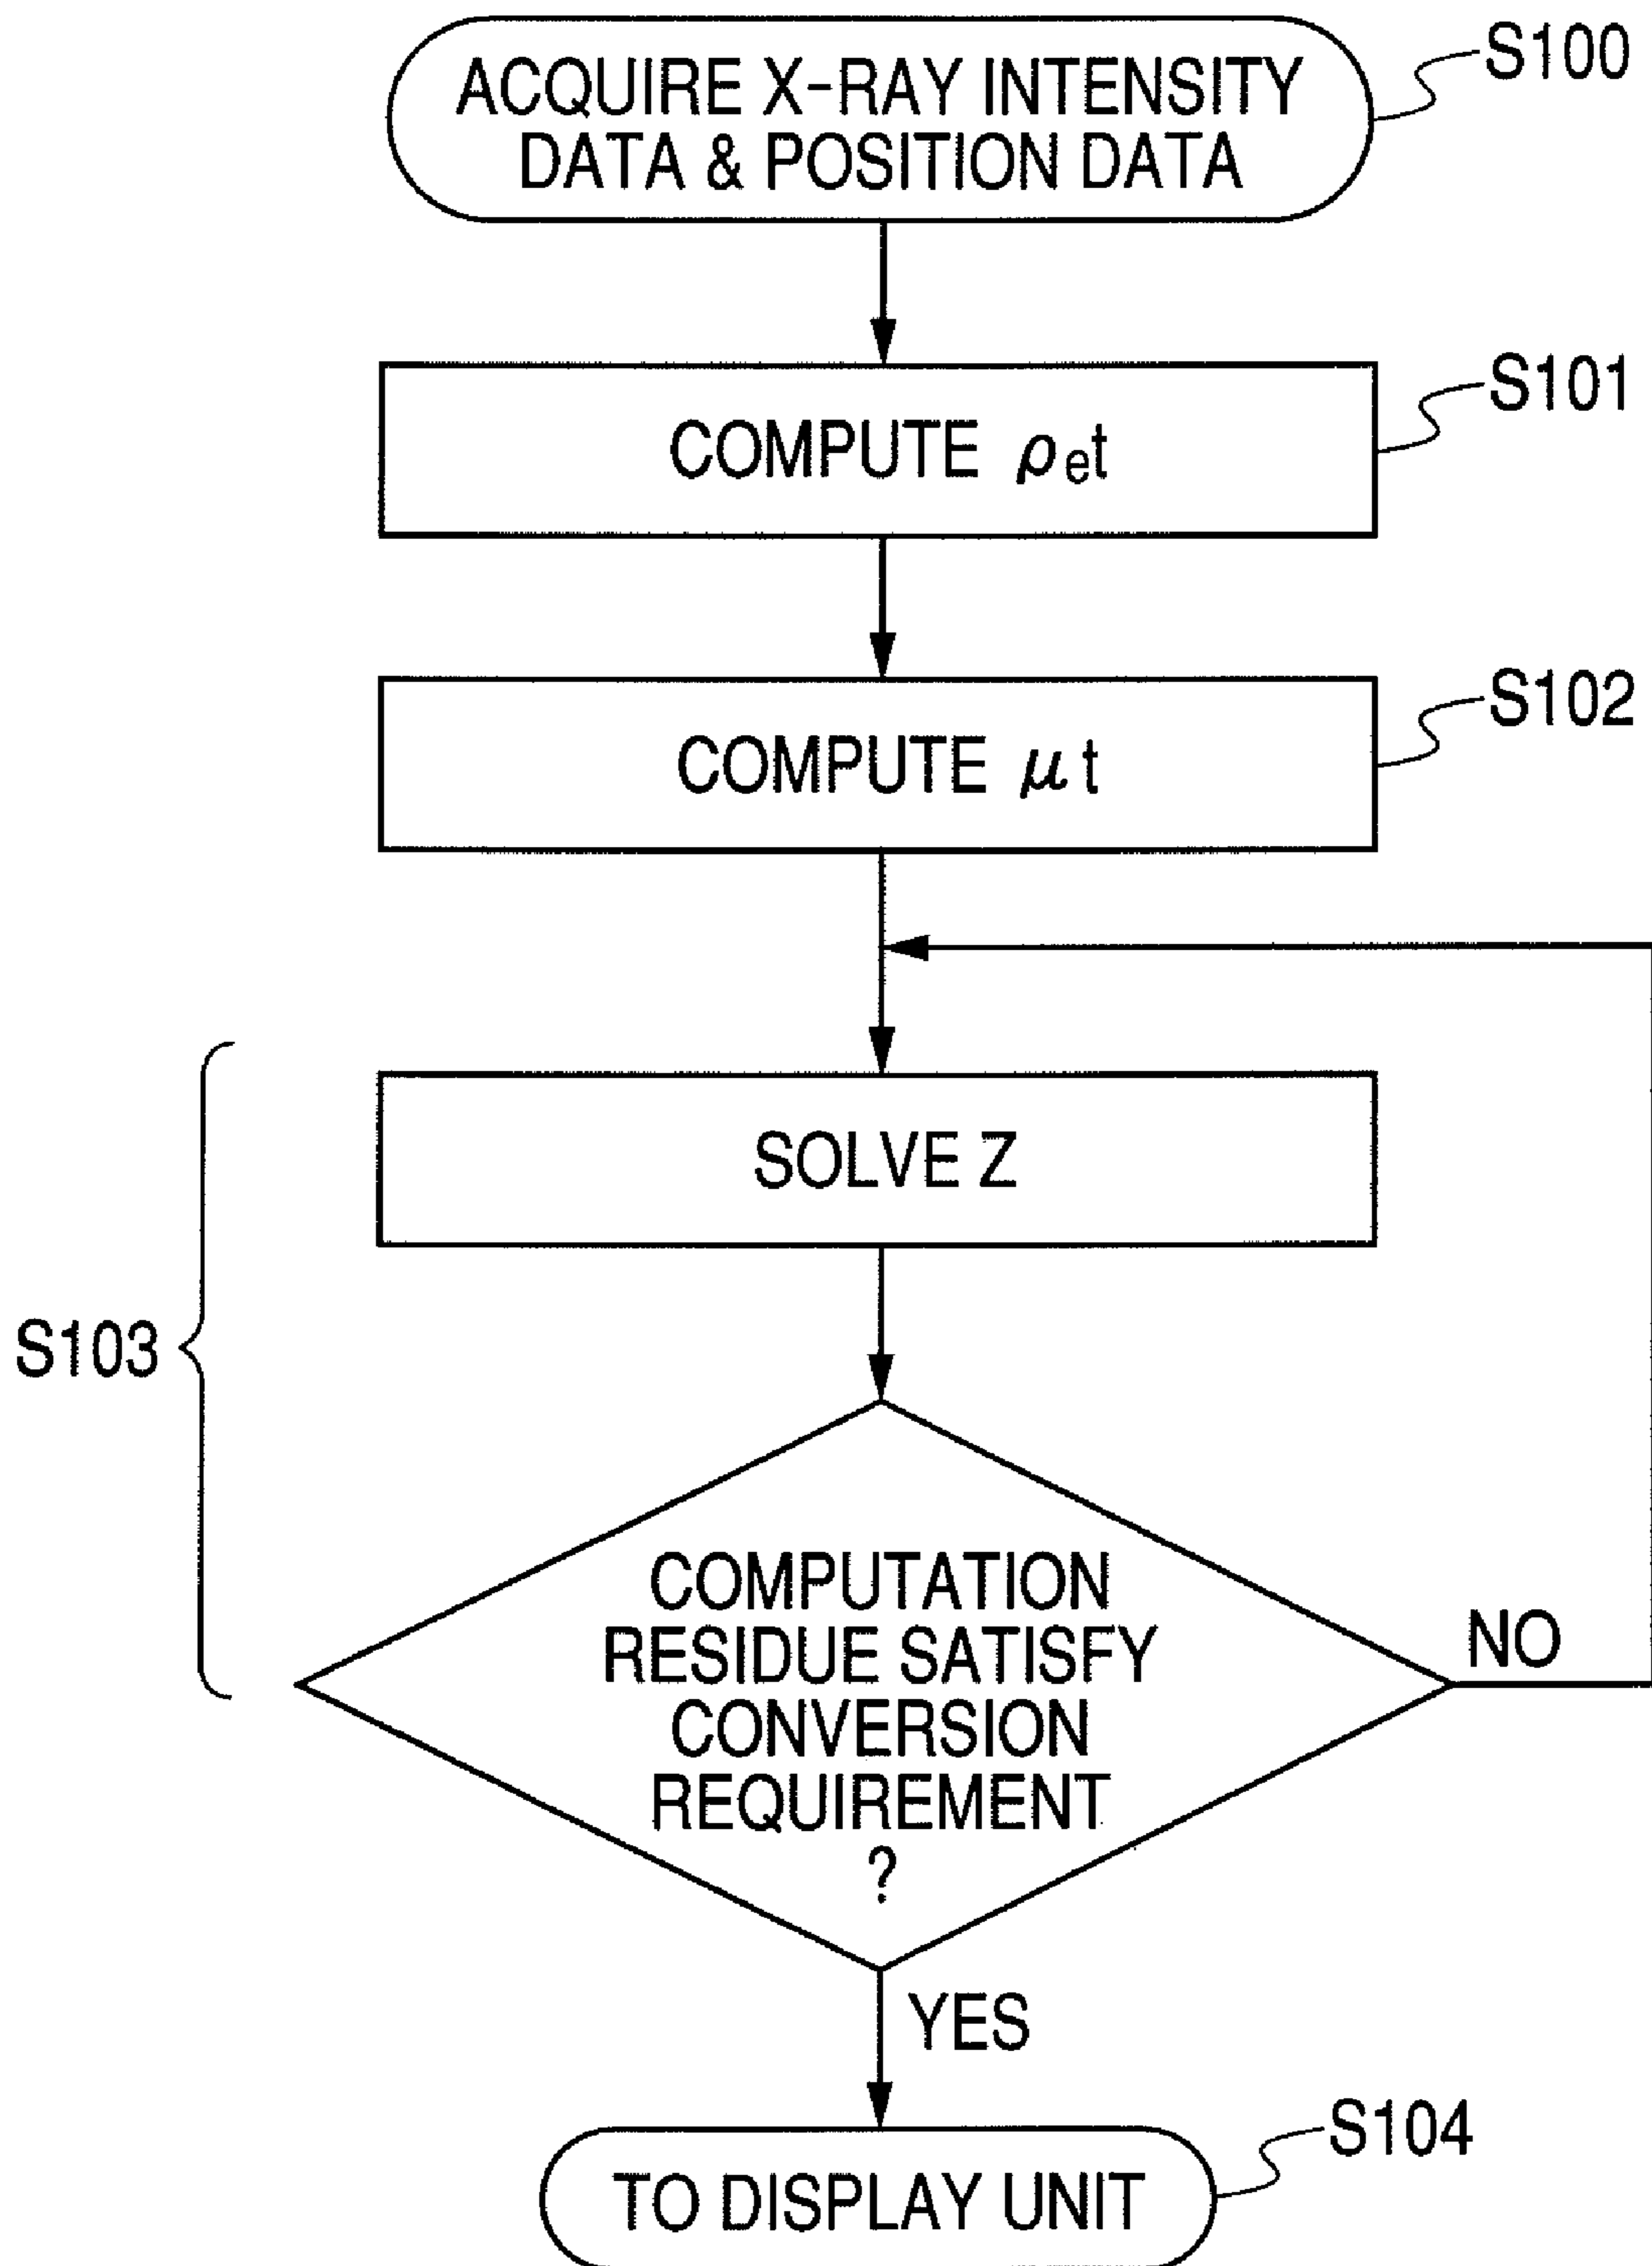 ACQUIRE X-RAY INTENSITY
DATA & POSITION DATA
S100
COMPUTE ρet
S101
COMPUTE μt
S102
SOLVE Z
S103
COMPUTATION
RESIDUE SATISFY
CONVERSION
REQUIREMENT
?
NO
YES
TO DISPLAY UNIT
S104